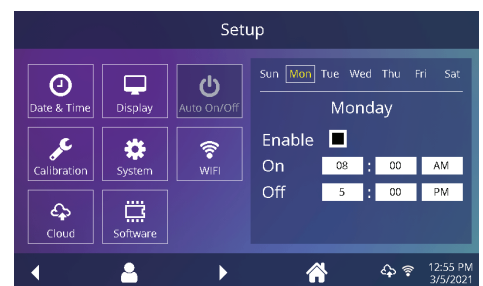 Setup
Date & Time Display Auto On/Off
Calibration System WIFI
Cloud Software
Sun Mon Tue Wed Thu Fri Sat
Monday
Enable
On 08 : 00 AM
Off 5 : 00 PM
12:55 PM
3/5/2021